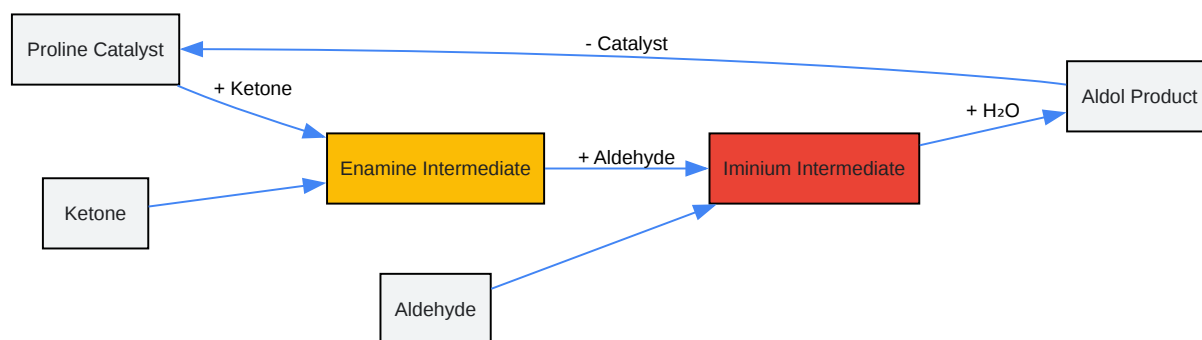 Proline Catalyst
- Catalyst
Aldol Product
+ Ketone
+ H₂O
Enamine Intermediate
+ Aldehyde
Iminium Intermediate
Ketone
Aldehyde